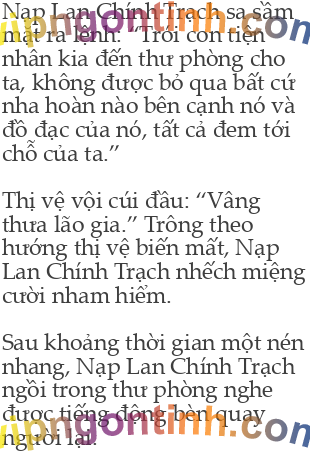 Nạp Lan Chính Trạch sa sầm
mặt ra lệnh: “Trói con tiện
nhân kia đến thư phòng cho
ta, không được bỏ qua bất cứ
nha hoàn nào bên cạnh nó và
đồ đạc của nó, tất cả đem tới
chỗ của ta.”
Thị vệ vội cúi đầu: “Vâng
thưa lão gia.” Trông theo
hướng thị vệ biến mất, Nạp
Lan Chính Trạch nhếch miệng
cười nham hiểm.
Sau khoảng thời gian một nén
nhang, Nạp Lan Chính Trạch
ngồi trong thư phòng nghe
được tiếng động bèn quay
người lại.
vipngontinh.com
vipngontinh.com